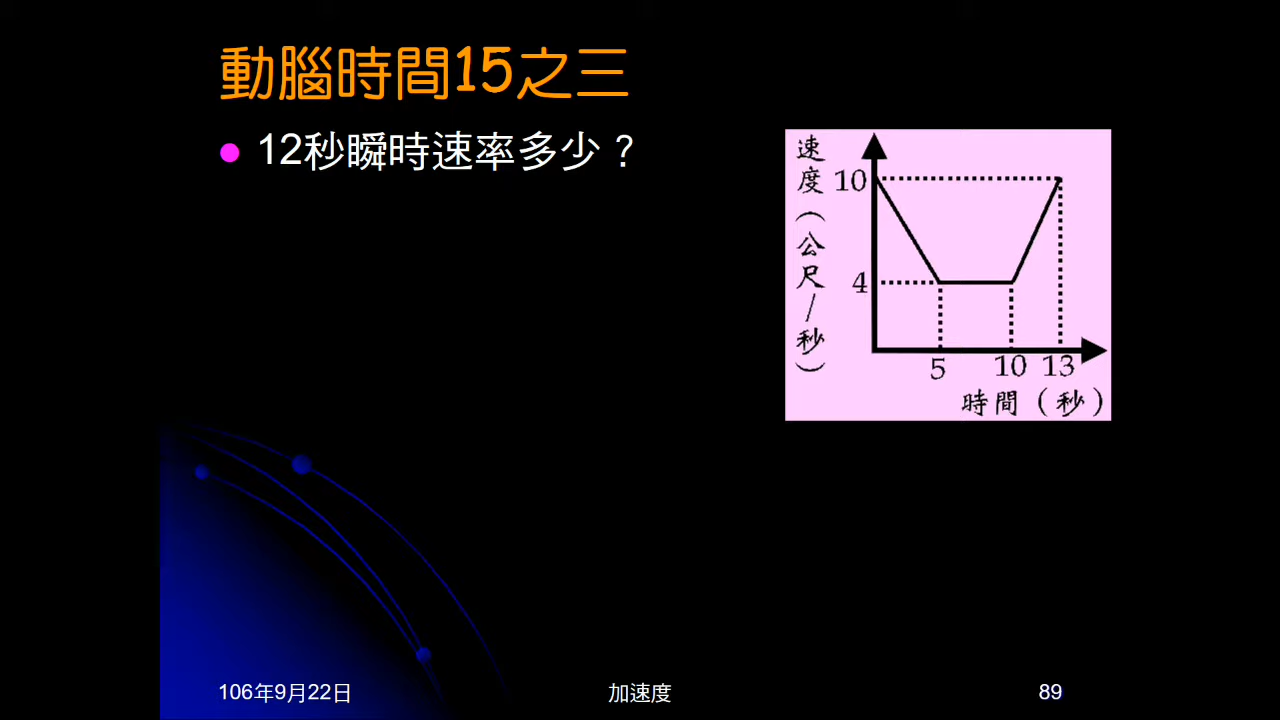 動腦時間15之三
12秒瞬時速率多少？
速度(公尺/秒)
10
4
5 10 13
時間(秒)
106年9月22日 加速度 89